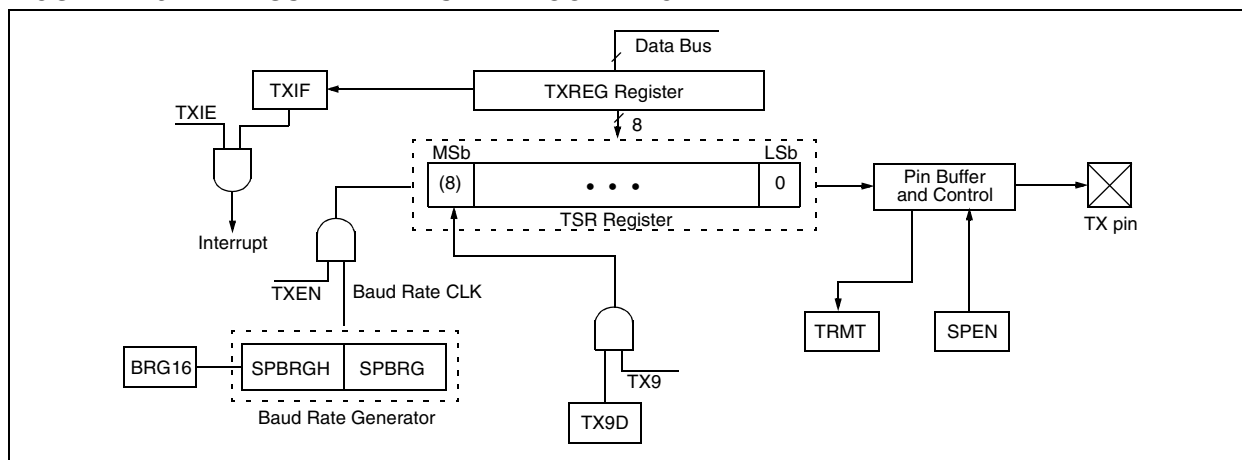 Data Bus
TXIF
TXREG Register
TXIE
8
MSb
LSb
(8)
• • •
0
Pin Buffer
and Control
TSR Register
TX pin
Interrupt
TXEN
Baud Rate CLK
TRMT
SPEN
BRG16
SPBRGH
SPBRG
TX9
Baud Rate Generator
TX9D